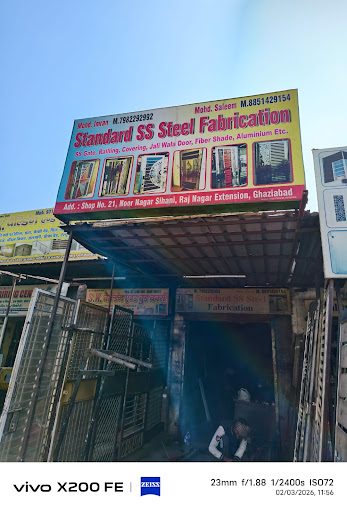 Mohd. Imran M.7982292992
Mohd. Saleem M.8851429154
Standard SS Steel Fabrication
SS Gate, Railing, Covering, Jali Wala Door, Fiber Shade, Aluminium Etc.
Add. : Shop No. 21, Noor Nagar Sihani, Raj Nagar Extension, Ghaziabad
Standard SS Steel
Fabrication
vivo X200 FE
ZEISS
23mm f/1.88 1/2400s ISO72
02/03/2026, 11:56